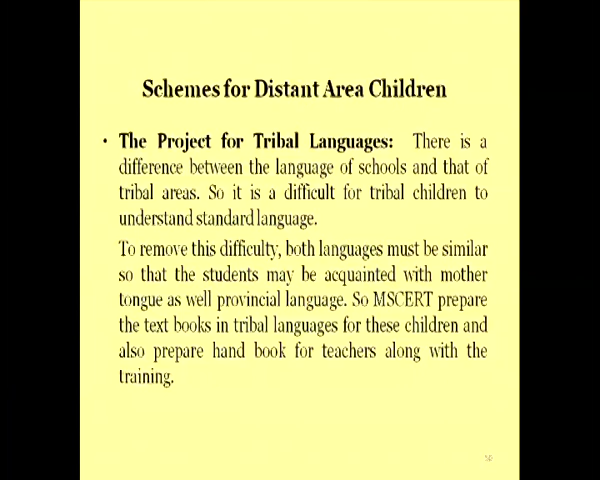 Schemes for Distant Area Children
• The Project for Tribal Languages: There is a
difference between the language of schools and that of
tribal areas. So it is a difficult for tribal children to
understand standard language.
To remove this difficulty, both languages must be similar
so that the students may be acquainted with mother
tongue as well provincial language. So MSCERT prepare
the text books in tribal languages for these children and
also prepare hand book for teachers along with the
training.
50